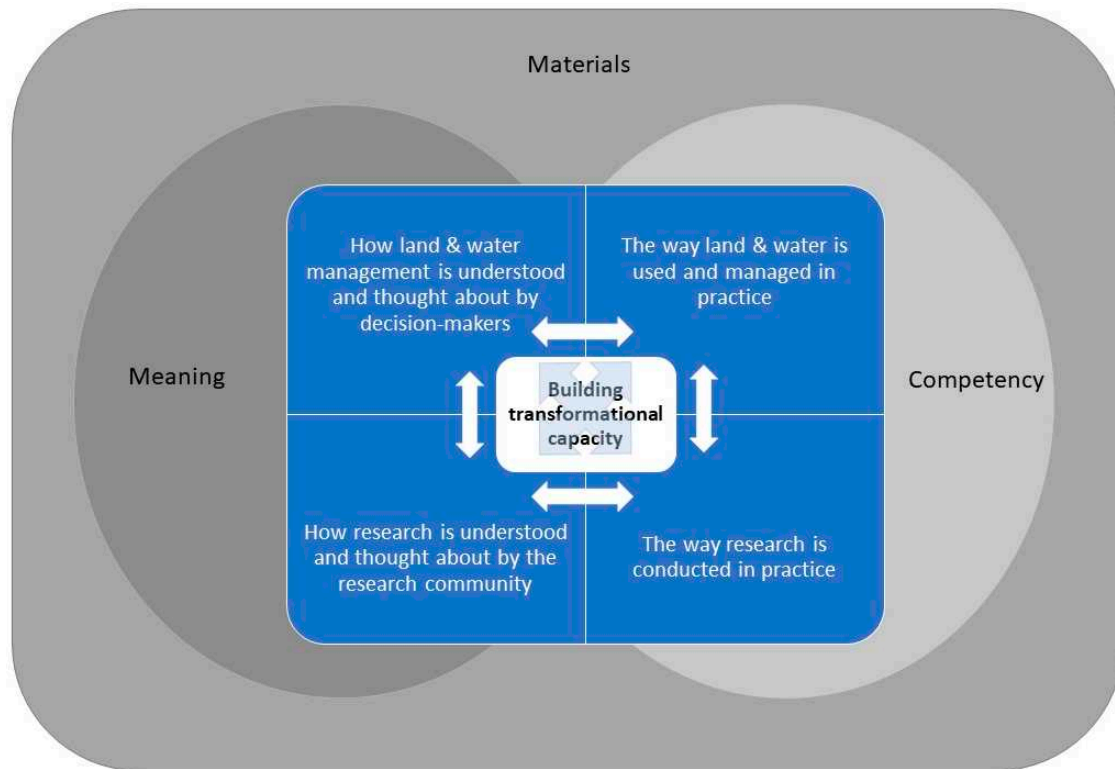 Materials
Meaning
How land & water
management is understood
and thought about by
decision-makers
The way land & water is
used and managed in
practice
Competency
Building
transformational
capacity
How research is understood
and thought about by the
research community
The way research is
conducted in practice